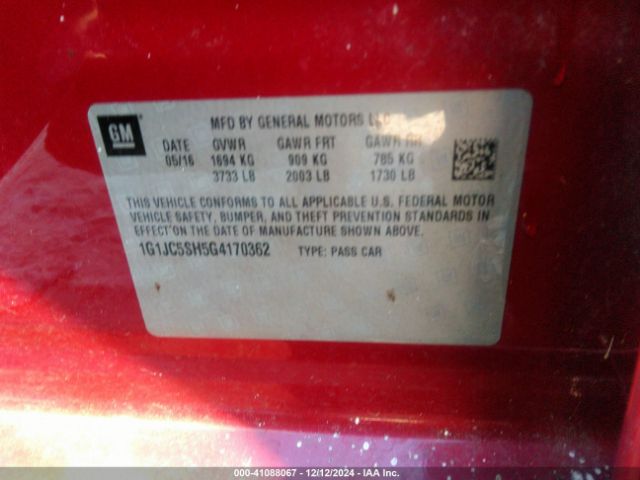 GM
MFD BY GENERAL MOTORS LLC
DATE GVWR GAWR FRT GAWR RR
05/16 1694 KG 909 KG 785 KG
3733 LB 2003 LB 1730 LB
THIS VEHICLE CONFORMS TO ALL APPLICABLE U.S. FEDERAL MOTOR
VEHICLE SAFETY, BUMPER, AND THEFT PREVENTION STANDARDS IN
EFFECT ON THE DATE OF MANUFACTURE SHOWN ABOVE.
1G1JC5SH5G4170362 TYPE: PASS CAR
000-41088067 - 12/12/2024 - IAA Inc.